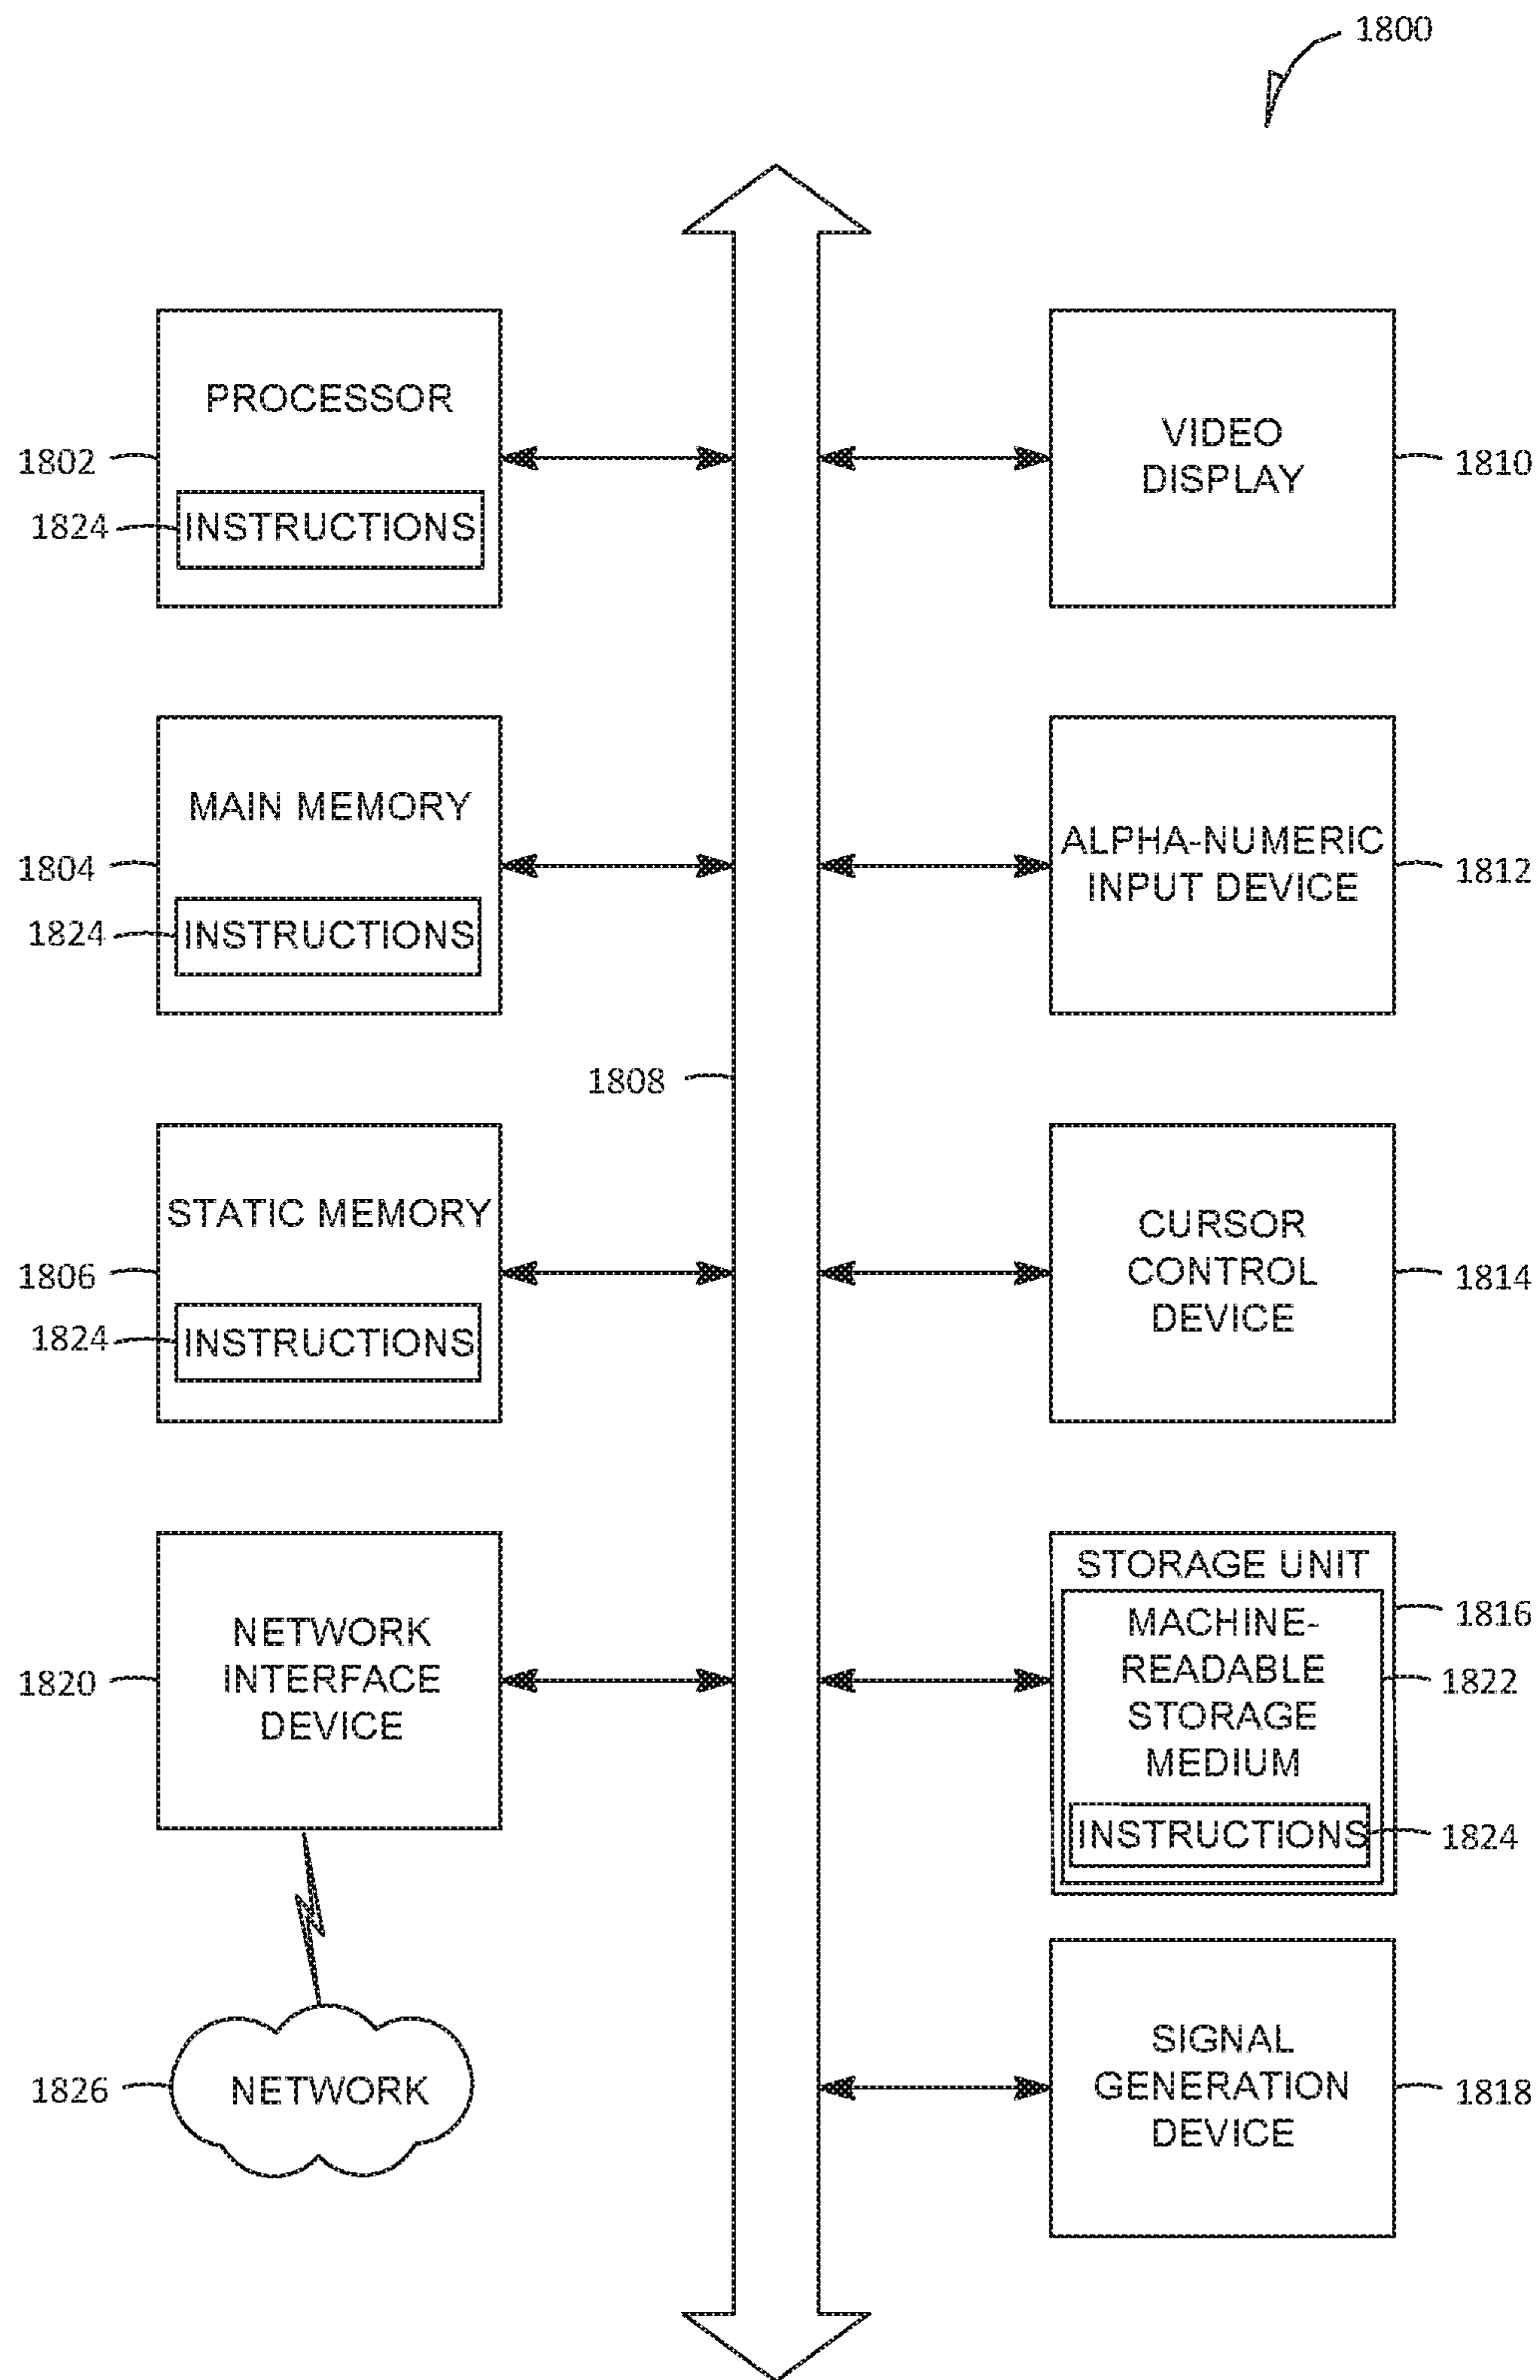 1800
PROCESSOR
1802
1824
INSTRUCTIONS
VIDEO
DISPLAY
1810
MAIN MEMORY
1804
1824
INSTRUCTIONS
ALPHA-NUMERIC
INPUT DEVICE
1812
1808
STATIC MEMORY
1806
1824
INSTRUCTIONS
CURSOR
CONTROL
DEVICE
1814
NETWORK
INTERFACE
DEVICE
1820
STORAGE UNIT
1816
MACHINE-
READABLE
STORAGE
MEDIUM
1822
INSTRUCTIONS
1824
1826
NETWORK
SIGNAL
GENERATION
DEVICE
1818